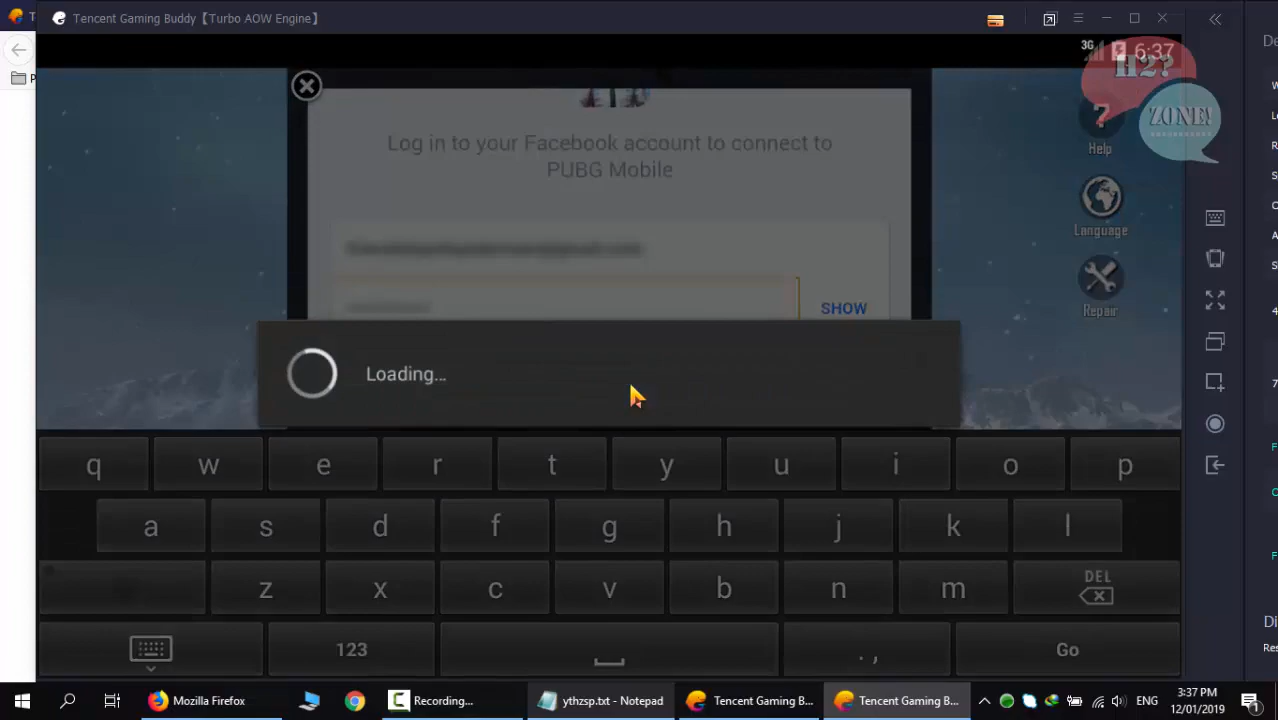 Tencent Gaming Buddy【Turbo AOW Engine】
3G 6:37
H2?
ZONE!
Log in to your Facebook account to connect to
PUBG Mobile
Help
Language
SHOW
Repair
Loading...
q w e r t y u i o p
a s d f g h j k l
z x c v b n m DEL
123 . , Go
Mozilla Firefox
Recording...
ythzsp.txt - Notepad
Tencent Gaming B...
Tencent Gaming B...
ENG
3:37 PM
12/01/2019